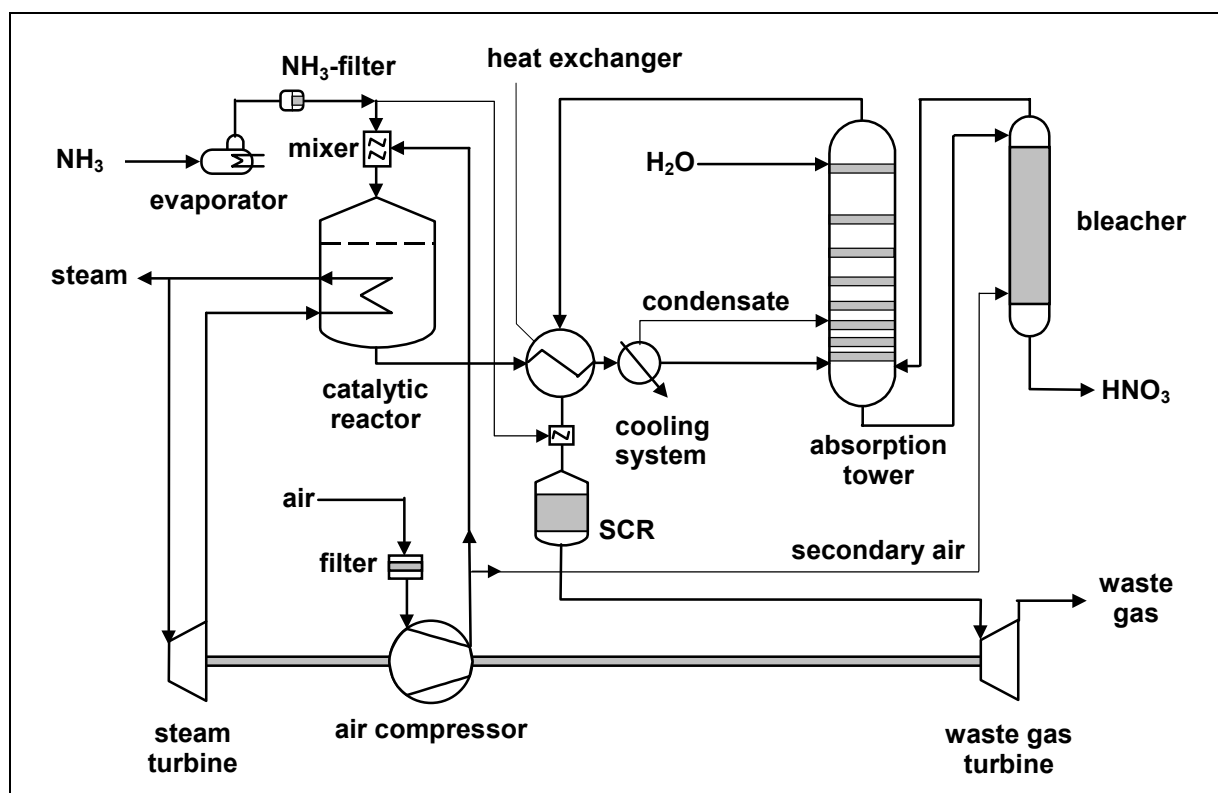 heat exchanger
NH₃-filter
NH₃
mixer
H₂O
evaporator
bleacher
steam
condensate
catalytic
reactor
cooling
system
HNO₃
absorption
tower
air
SCR
filter
secondary air
waste
gas
steam
turbine
air compressor
waste gas
turbine